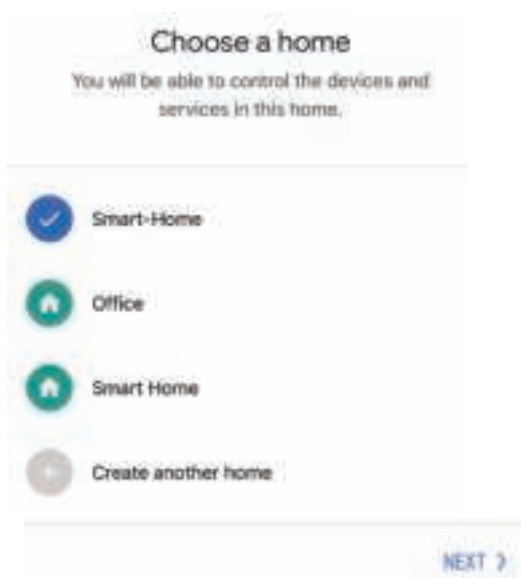 Choose a home
You will be able to control the devices and
services in this home.
Smart-Home
Office
Smart Home
Create another home
NEXT >